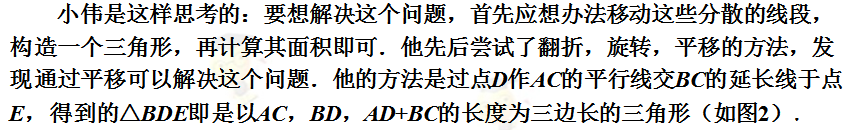 小伟是这样思考的：要想解决这个问题，首先应想办法移动这些分散的线段，
构造一个三角形，再计算其面积即可．他先后尝试了翻折，旋转，平移的方法，发
现通过平移可以解决这个问题．他的方法是过点D作AC的平行线交BC的延长线于点
E，得到的△BDE即是以AC，BD，AD+BC的长度为三边长的三角形（如图2）．